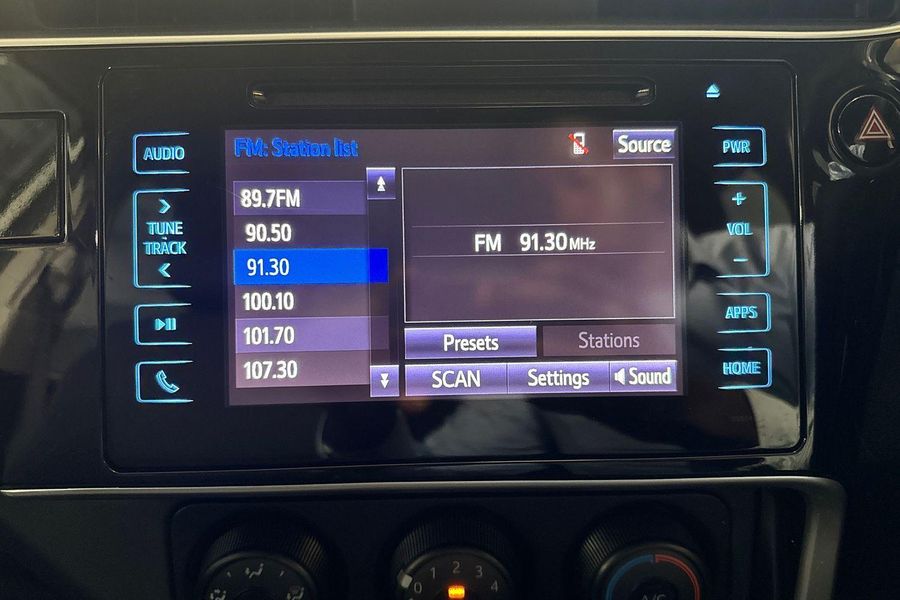 FM: Station list
Source
AUDIO
PWR
89.7FM
90.50
91.30
100.10
101.70
107.30
FM 91.30 MHz
TUNE
TRACK
+
VOL
-
Presets
Stations
SCAN
Settings
Sound
APPS
HOME
0 1 2 3 4
A/C